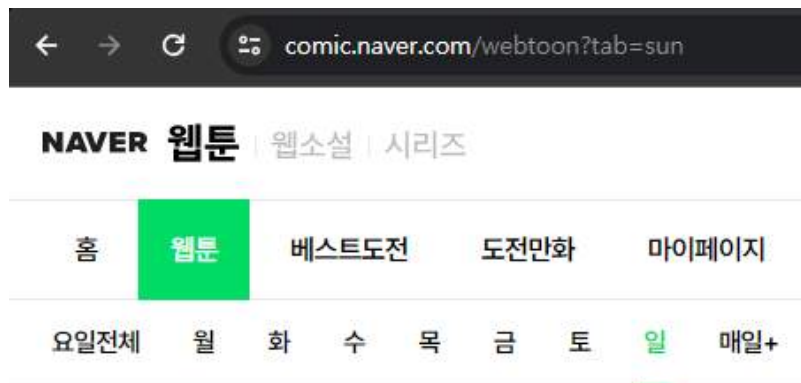 comic.naver.com/webtoon?tab=sun
NAVER 웹툰 웹소설 시리즈
홈 웹툰 베스트도전 도전만화 마이페이지
요일전체 월 화 수 목 금 토 일 매일+